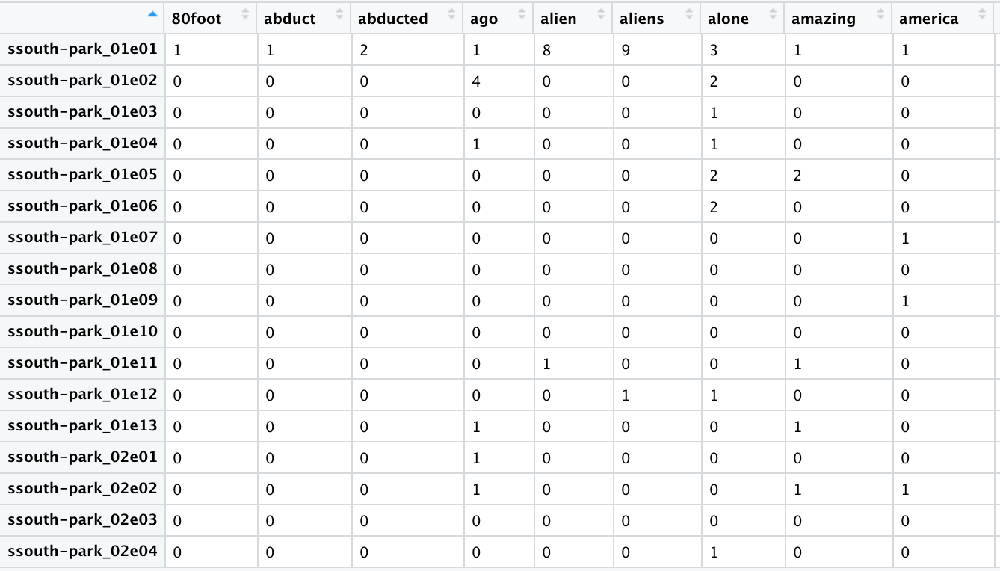 80foot abduct abducted ago alien aliens alone amazing america
ssouth-park_01e01 1 1 2 1 8 9 3 1 1
ssouth-park_01e02 0 0 0 4 0 0 2 0 0
ssouth-park_01e03 0 0 0 0 0 0 1 0 0
ssouth-park_01e04 0 0 0 1 0 0 1 0 0
ssouth-park_01e05 0 0 0 0 0 0 2 2 0
ssouth-park_01e06 0 0 0 0 0 0 2 0 0
ssouth-park_01e07 0 0 0 0 0 0 0 0 1
ssouth-park_01e08 0 0 0 0 0 0 0 0 0
ssouth-park_01e09 0 0 0 0 0 0 0 0 1
ssouth-park_01e10 0 0 0 0 0 0 0 0 0
ssouth-park_01e11 0 0 0 0 1 0 0 1 0
ssouth-park_01e12 0 0 0 0 0 1 1 0 0
ssouth-park_01e13 0 0 0 1 0 0 0 1 0
ssouth-park_02e01 0 0 0 1 0 0 0 0 0
ssouth-park_02e02 0 0 0 1 0 0 0 1 1
ssouth-park_02e03 0 0 0 0 0 0 0 0 0
ssouth-park_02e04 0 0 0 0 0 0 1 0 0